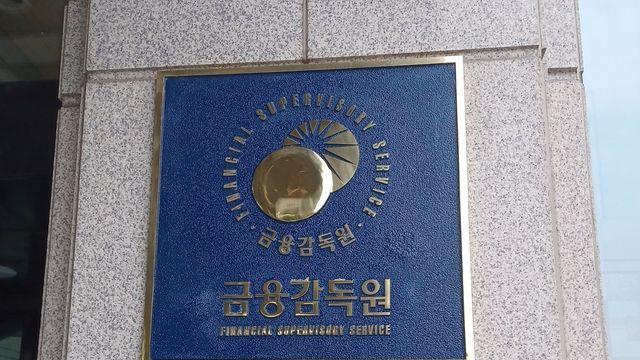 · FINANCIAL SUPERVISORY SERVICE ·
금융감독원
금융감독원
FINANCIAL SUPERVISORY SERVICE